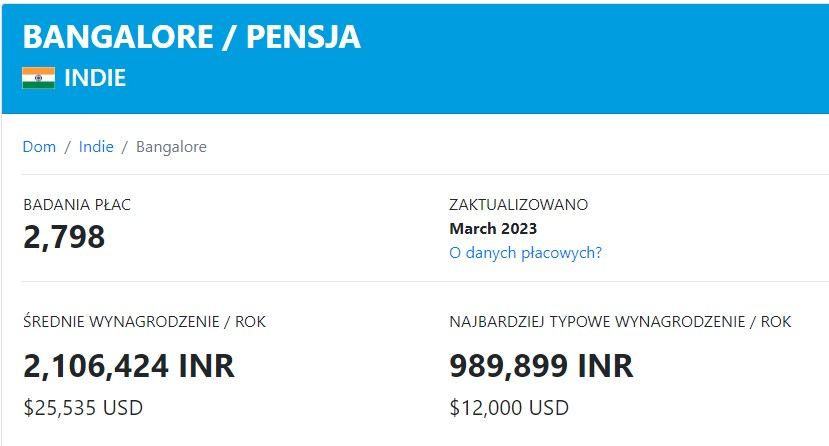 BANGALORE / PENSJA
INDIE
Dom / Indie / Bangalore
BADANIA PŁAC
2,798
ZAKTUALIZOWANO
March 2023
O danych płacowych?
ŚREDNIE WYNAGRODZENIE / ROK
2,106,424 INR
$25,535 USD
NAJBARDZIEJ TYPOWE WYNAGRODZENIE / ROK
989,899 INR
$12,000 USD